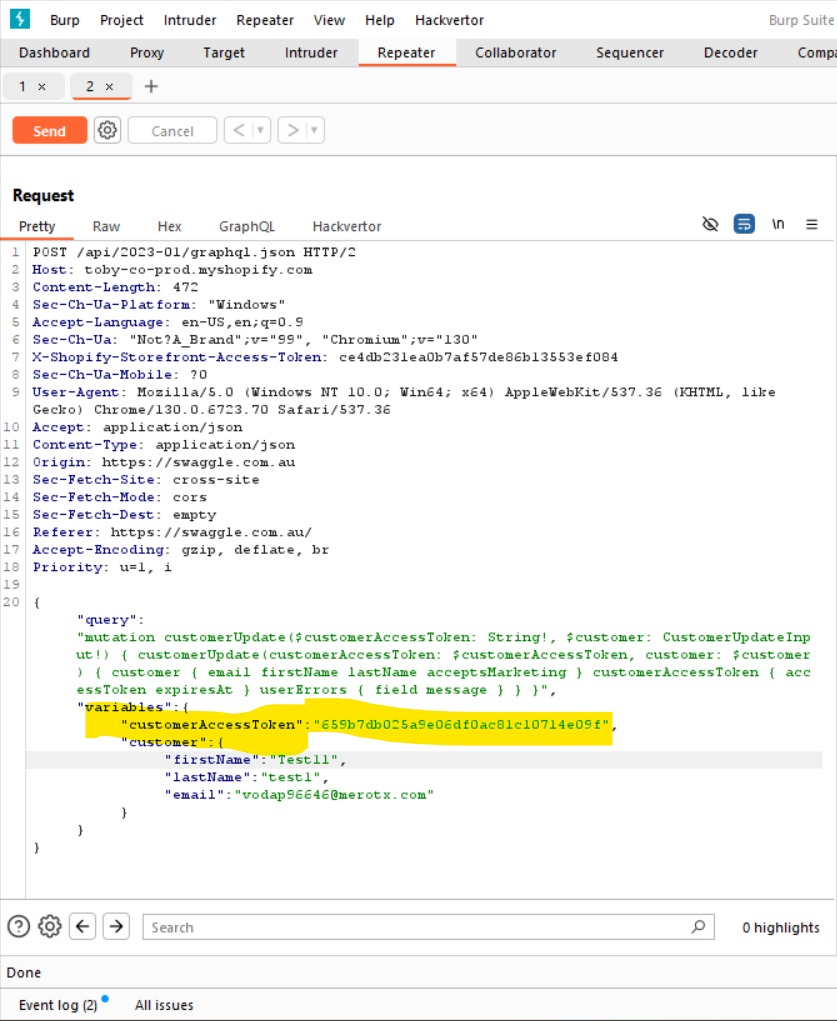 Burp Project Intruder Repeater View Help Hackvertor Burp Suite
Dashboard Proxy Target Intruder Repeater Collaborator Sequencer Decoder Compa
1 × 2 × +
Send Cancel < >
Request
Pretty Raw Hex GraphQL Hackvertor \n
1 POST /api/2023-01/graphql.json HTTP/2
2 Host: toby-co-prod.myshopify.com
3 Content-Length: 472
4 Sec-Ch-Ua-Platform: "Windows"
5 Accept-Language: en-US,en;q=0.9
6 Sec-Ch-Ua: "Not?A_Brand";v="99", "Chromium";v="130"
7 X-Shopify-Storefront-Access-Token: ce4db231ea0b7af57de86b13553ef084
8 Sec-Ch-Ua-Mobile: ?0
9 User-Agent: Mozilla/5.0 (Windows NT 10.0; Win64; x64) AppleWebKit/537.36 (KHTML, like
Gecko) Chrome/130.0.6723.70 Safari/537.36
10 Accept: application/json
11 Content-Type: application/json
12 Origin: https://swaggle.com.au
13 Sec-Fetch-Site: cross-site
14 Sec-Fetch-Mode: cors
15 Sec-Fetch-Dest: empty
16 Referer: https://swaggle.com.au/
17 Accept-Encoding: gzip, deflate, br
18 Priority: u=1, i
19
20 {
"query":
"mutation customerUpdate($customerAccessToken: String!, $customer: CustomerUpdateInp
ut!) { customerUpdate(customerAccessToken: $customerAccessToken, customer: $customer
) { customer { email firstName lastName acceptsMarketing } customerAccessToken { acc
essToken expiresAt } userErrors { field message } } }",
"variables":{
"customerAccessToken":"659b7db025a9e06df0ac81c10714e09f",
"customer":{
"firstName":"Test11",
"lastName":"test1",
"email":"vodap96646@merotx.com"
}
}
}
Search 0 highlights
Done
Event log (2) All issues